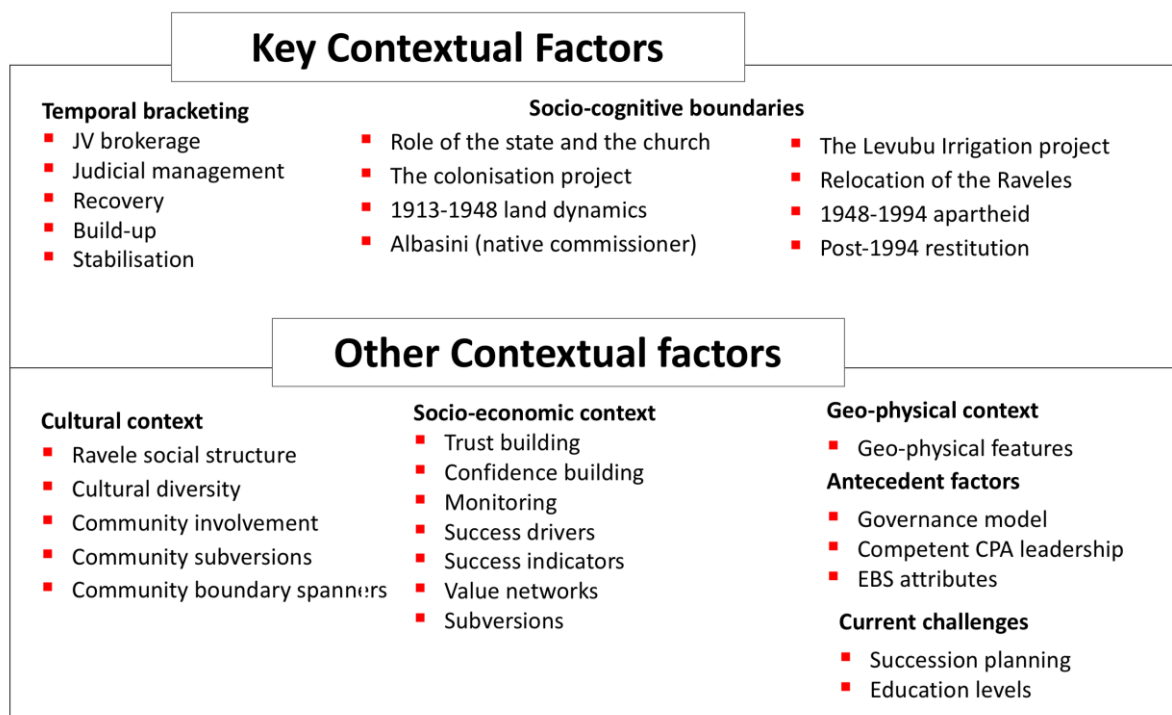 Key Contextual Factors
Temporal bracketing
JV brokerage
Judicial management
Recovery
Build-up
Stabilisation
Socio-cognitive boundaries
Role of the state and the church
The colonisation project
1913-1948 land dynamics
Albasini (native commissioner)
The Levubu Irrigation project
Relocation of the Raveles
1948-1994 apartheid
Post-1994 restitution
Other Contextual factors
Cultural context
Ravele social structure
Cultural diversity
Community involvement
Community subversions
Community boundary spanners
Socio-economic context
Trust building
Confidence building
Monitoring
Success drivers
Success indicators
Value networks
Subversions
Geo-physical context
Geo-physical features
Antecedent factors
Governance model
Competent CPA leadership
EBS attributes
Current challenges
Succession planning
Education levels